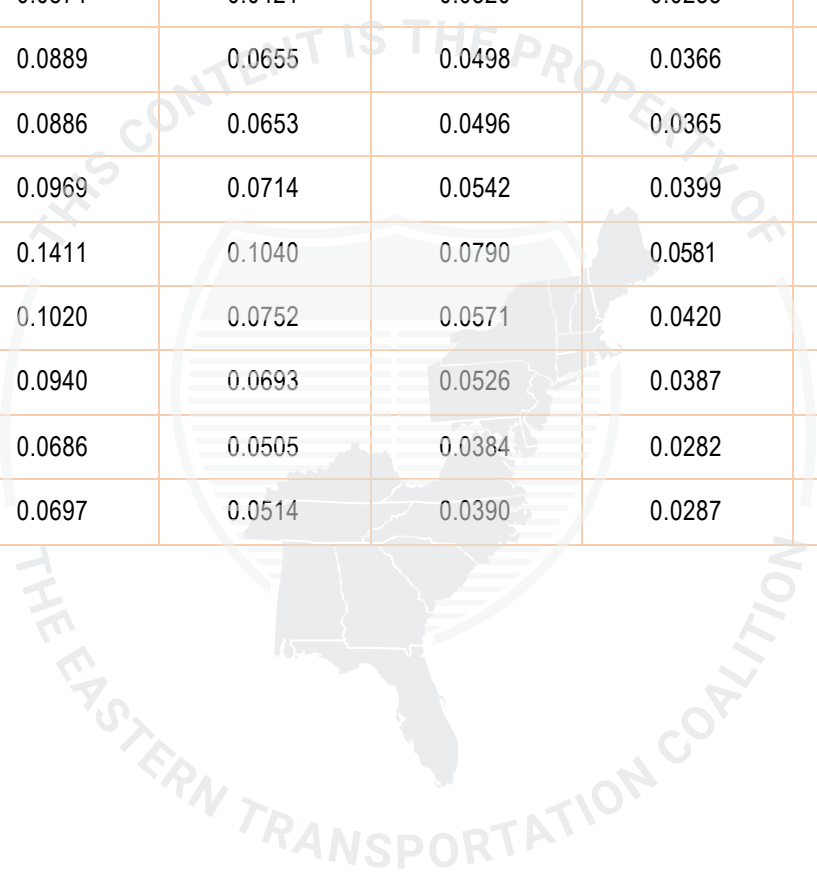 0.0889 0.0655 0.0498 0.0366
0.0886 0.0653 0.0496 0.0365
0.0969 0.0714 0.0542 0.0399
0.1411 0.1040 0.0790 0.0581
0.1020 0.0752 0.0571 0.0420
0.0940 0.0693 0.0526 0.0387
0.0686 0.0505 0.0384 0.0282
0.0697 0.0514 0.0390 0.0287
THIS CONTENT IS THE PROPERTY OF
THE EASTERN TRANSPORTATION COALITION